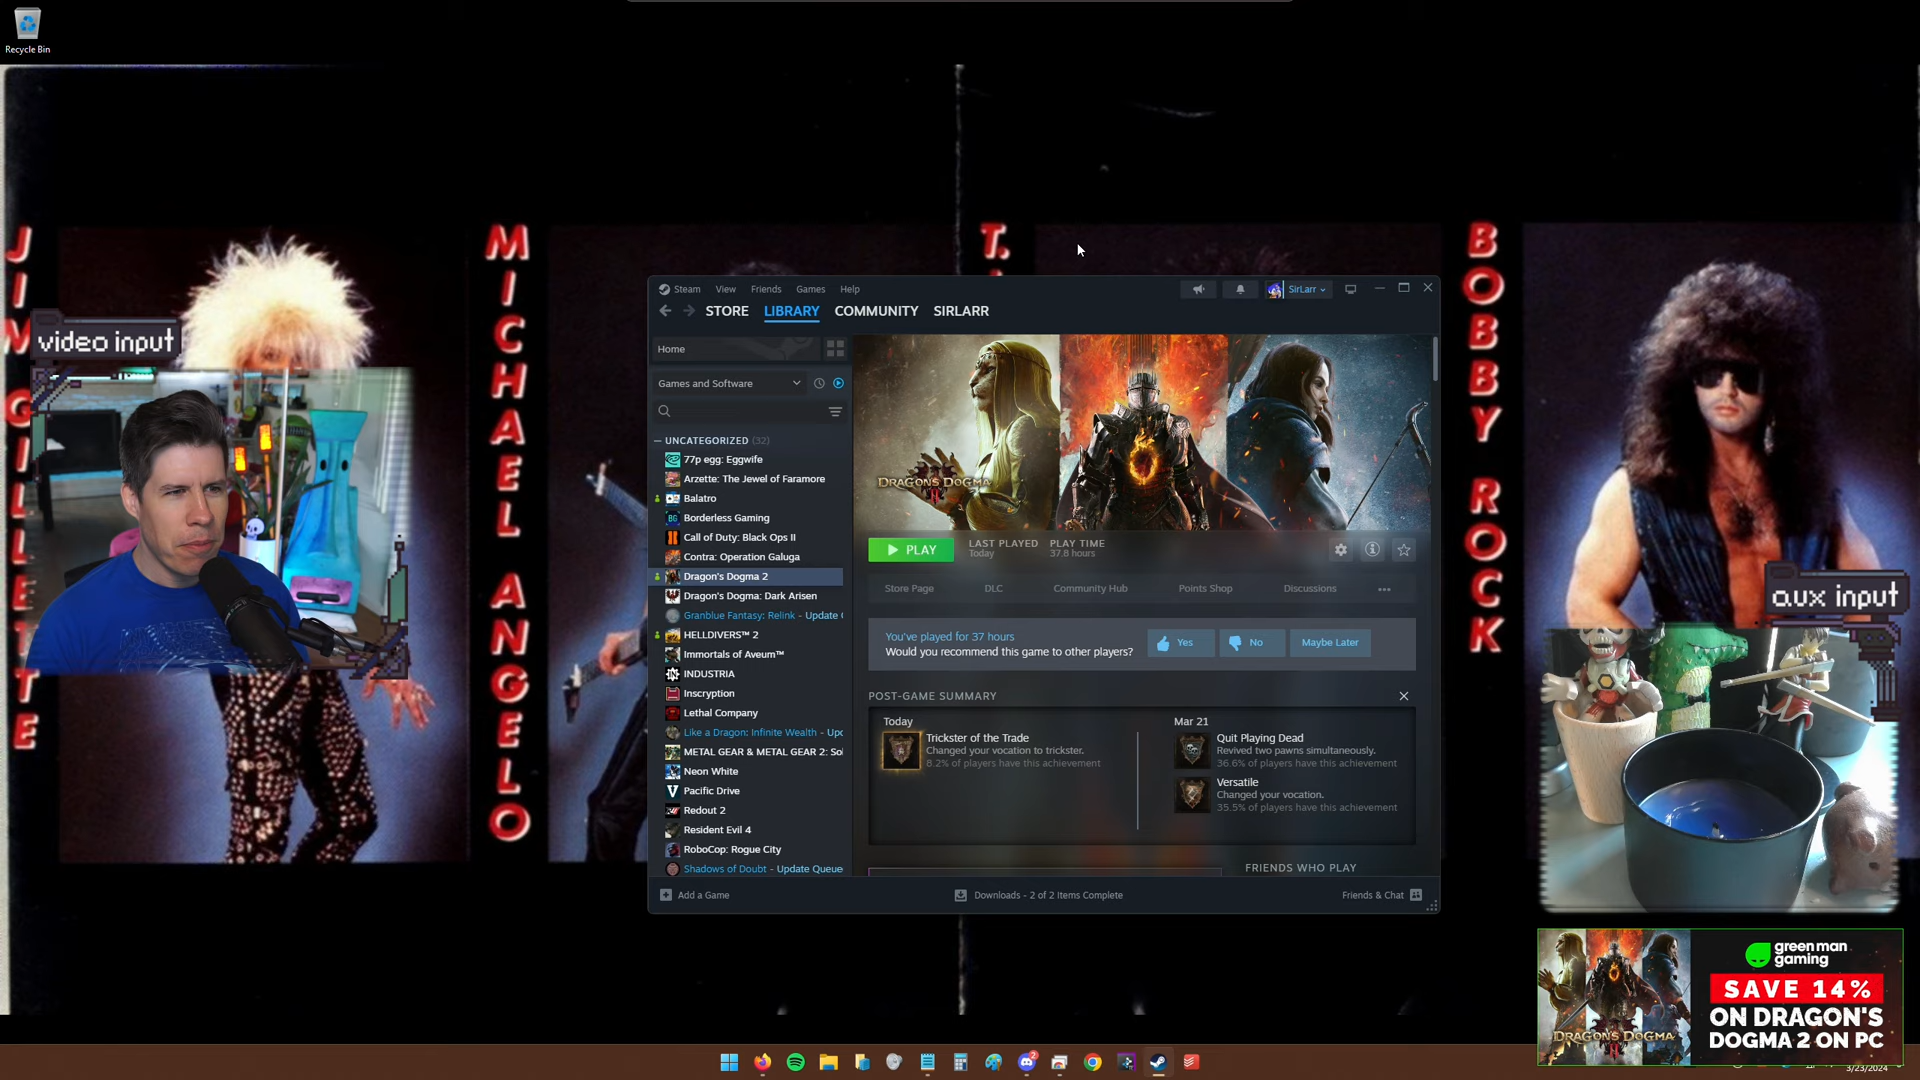 Recycle Bin
JIM GILLETTE
MICHAEL ANGELO
T.
BOBBY ROCK
video input
aux input
Steam View Friends Games Help
SirLarr
STORE LIBRARY COMMUNITY SIRLARR
Home
Games and Software
UNCATEGORIZED (32)
77p egg: Eggwife
Arzette: The Jewel of Faramore
Balatro
Borderless Gaming
Call of Duty: Black Ops II
Contra: Operation Galuga
Dragon's Dogma 2
Dragon's Dogma: Dark Arisen
Granblue Fantasy: Relink - Update
HELLDIVERS™ 2
Immortals of Aveum™
INDUSTRIA
Inscryption
Lethal Company
Like a Dragon: Infinite Wealth - Upd
METAL GEAR & METAL GEAR 2: Sol
Neon White
Pacific Drive
Redout 2
Resident Evil 4
RoboCop: Rogue City
Shadows of Doubt - Update Queue
DRAGON'S DOGMA
PLAY
LAST PLAYED
Today
PLAY TIME
37.8 hours
Store Page DLC Community Hub Points Shop Discussions
You've played for 37 hours
Would you recommend this game to other players?
Yes No Maybe Later
POST-GAME SUMMARY
Today
Trickster of the Trade
Changed your vocation to trickster.
8.2% of players have this achievement
Mar 21
Quit Playing Dead
Revived two pawns simultaneously.
36.6% of players have this achievement
Versatile
Changed your vocation.
35.5% of players have this achievement
FRIENDS WHO PLAY
Add a Game
Downloads - 2 of 2 Items Complete
Friends & Chat
green man
gaming
SAVE 14%
ON DRAGON'S
DOGMA 2 ON PC
DRAGON'S DOGMA
3/23/2024